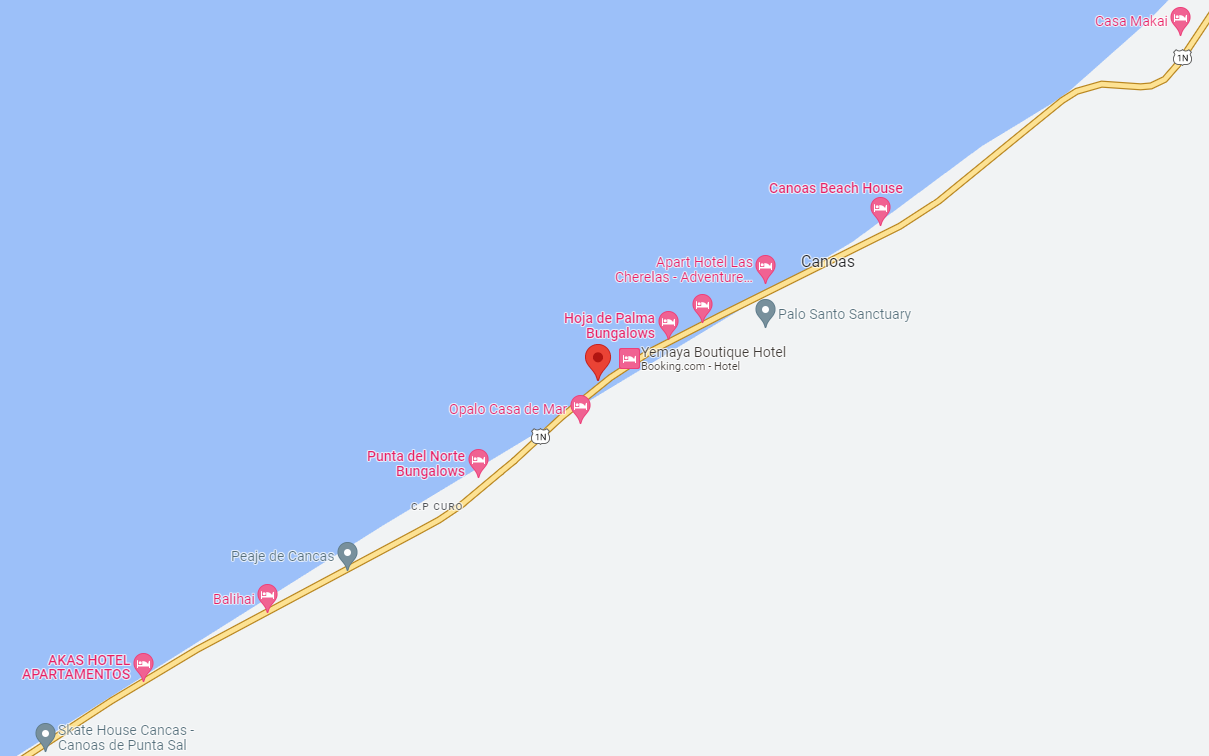 Casa Makai
1N
Canoas Beach House
Apart Hotel Las
Cherelas - Adventure...
Canoas
Hoja de Palma
Bungalows
Palo Santo Sanctuary
Yemaya Boutique Hotel
Booking.com - Hotel
Opalo Casa de Mar
1N
Punta del Norte
Bungalows
C.P CURO
Peaje de Cancas
Balihai
AKAS HOTEL
APARTAMENTOS
Skate House Cancas -
Canoas de Punta Sal